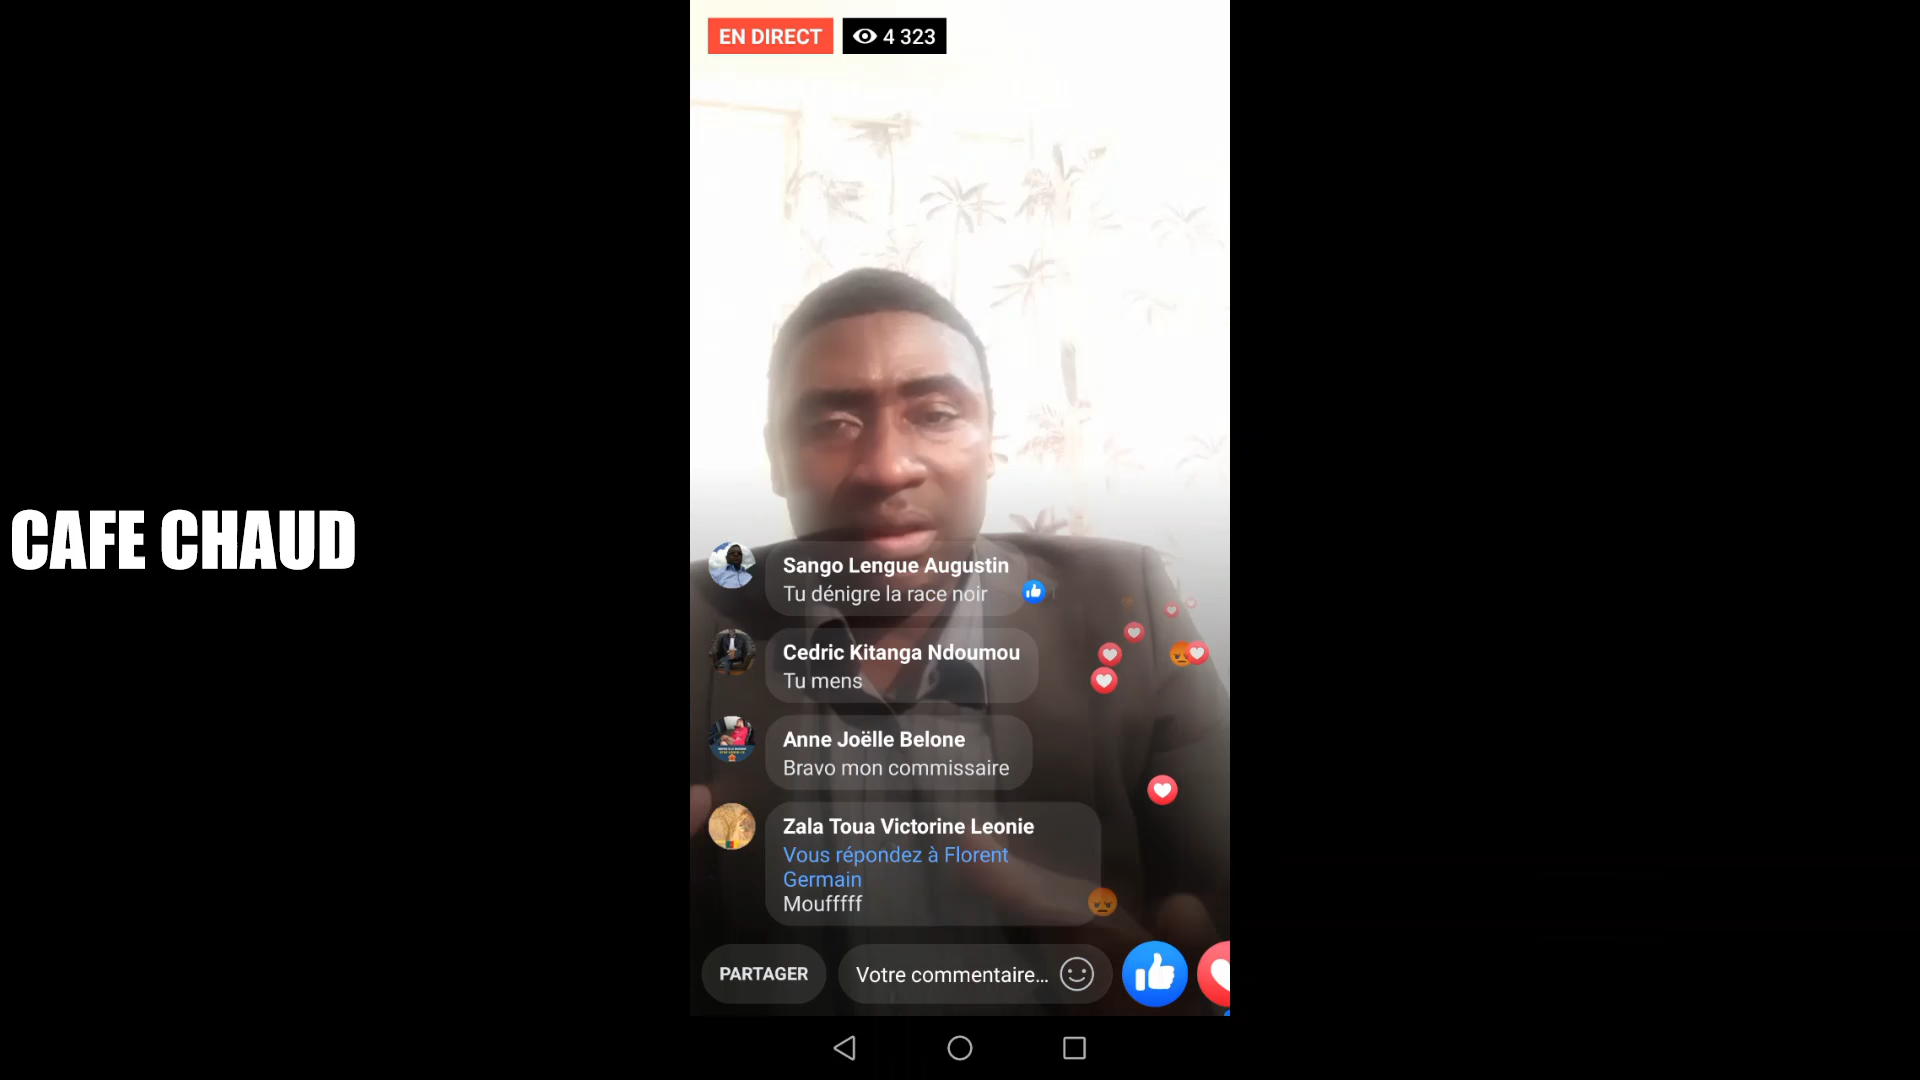 EN DIRECT
4 323
CAFE CHAUD
Sango Lengue Augustin
Tu dénigre la race noir
Cedric Kitanga Ndoumou
Tu mens
Anne Joëlle Belone
Bravo mon commissaire
Zala Toua Victorine Leonie
Vous répondez à Florent
Germain
Moufffff
PARTAGER
Votre commentaire...